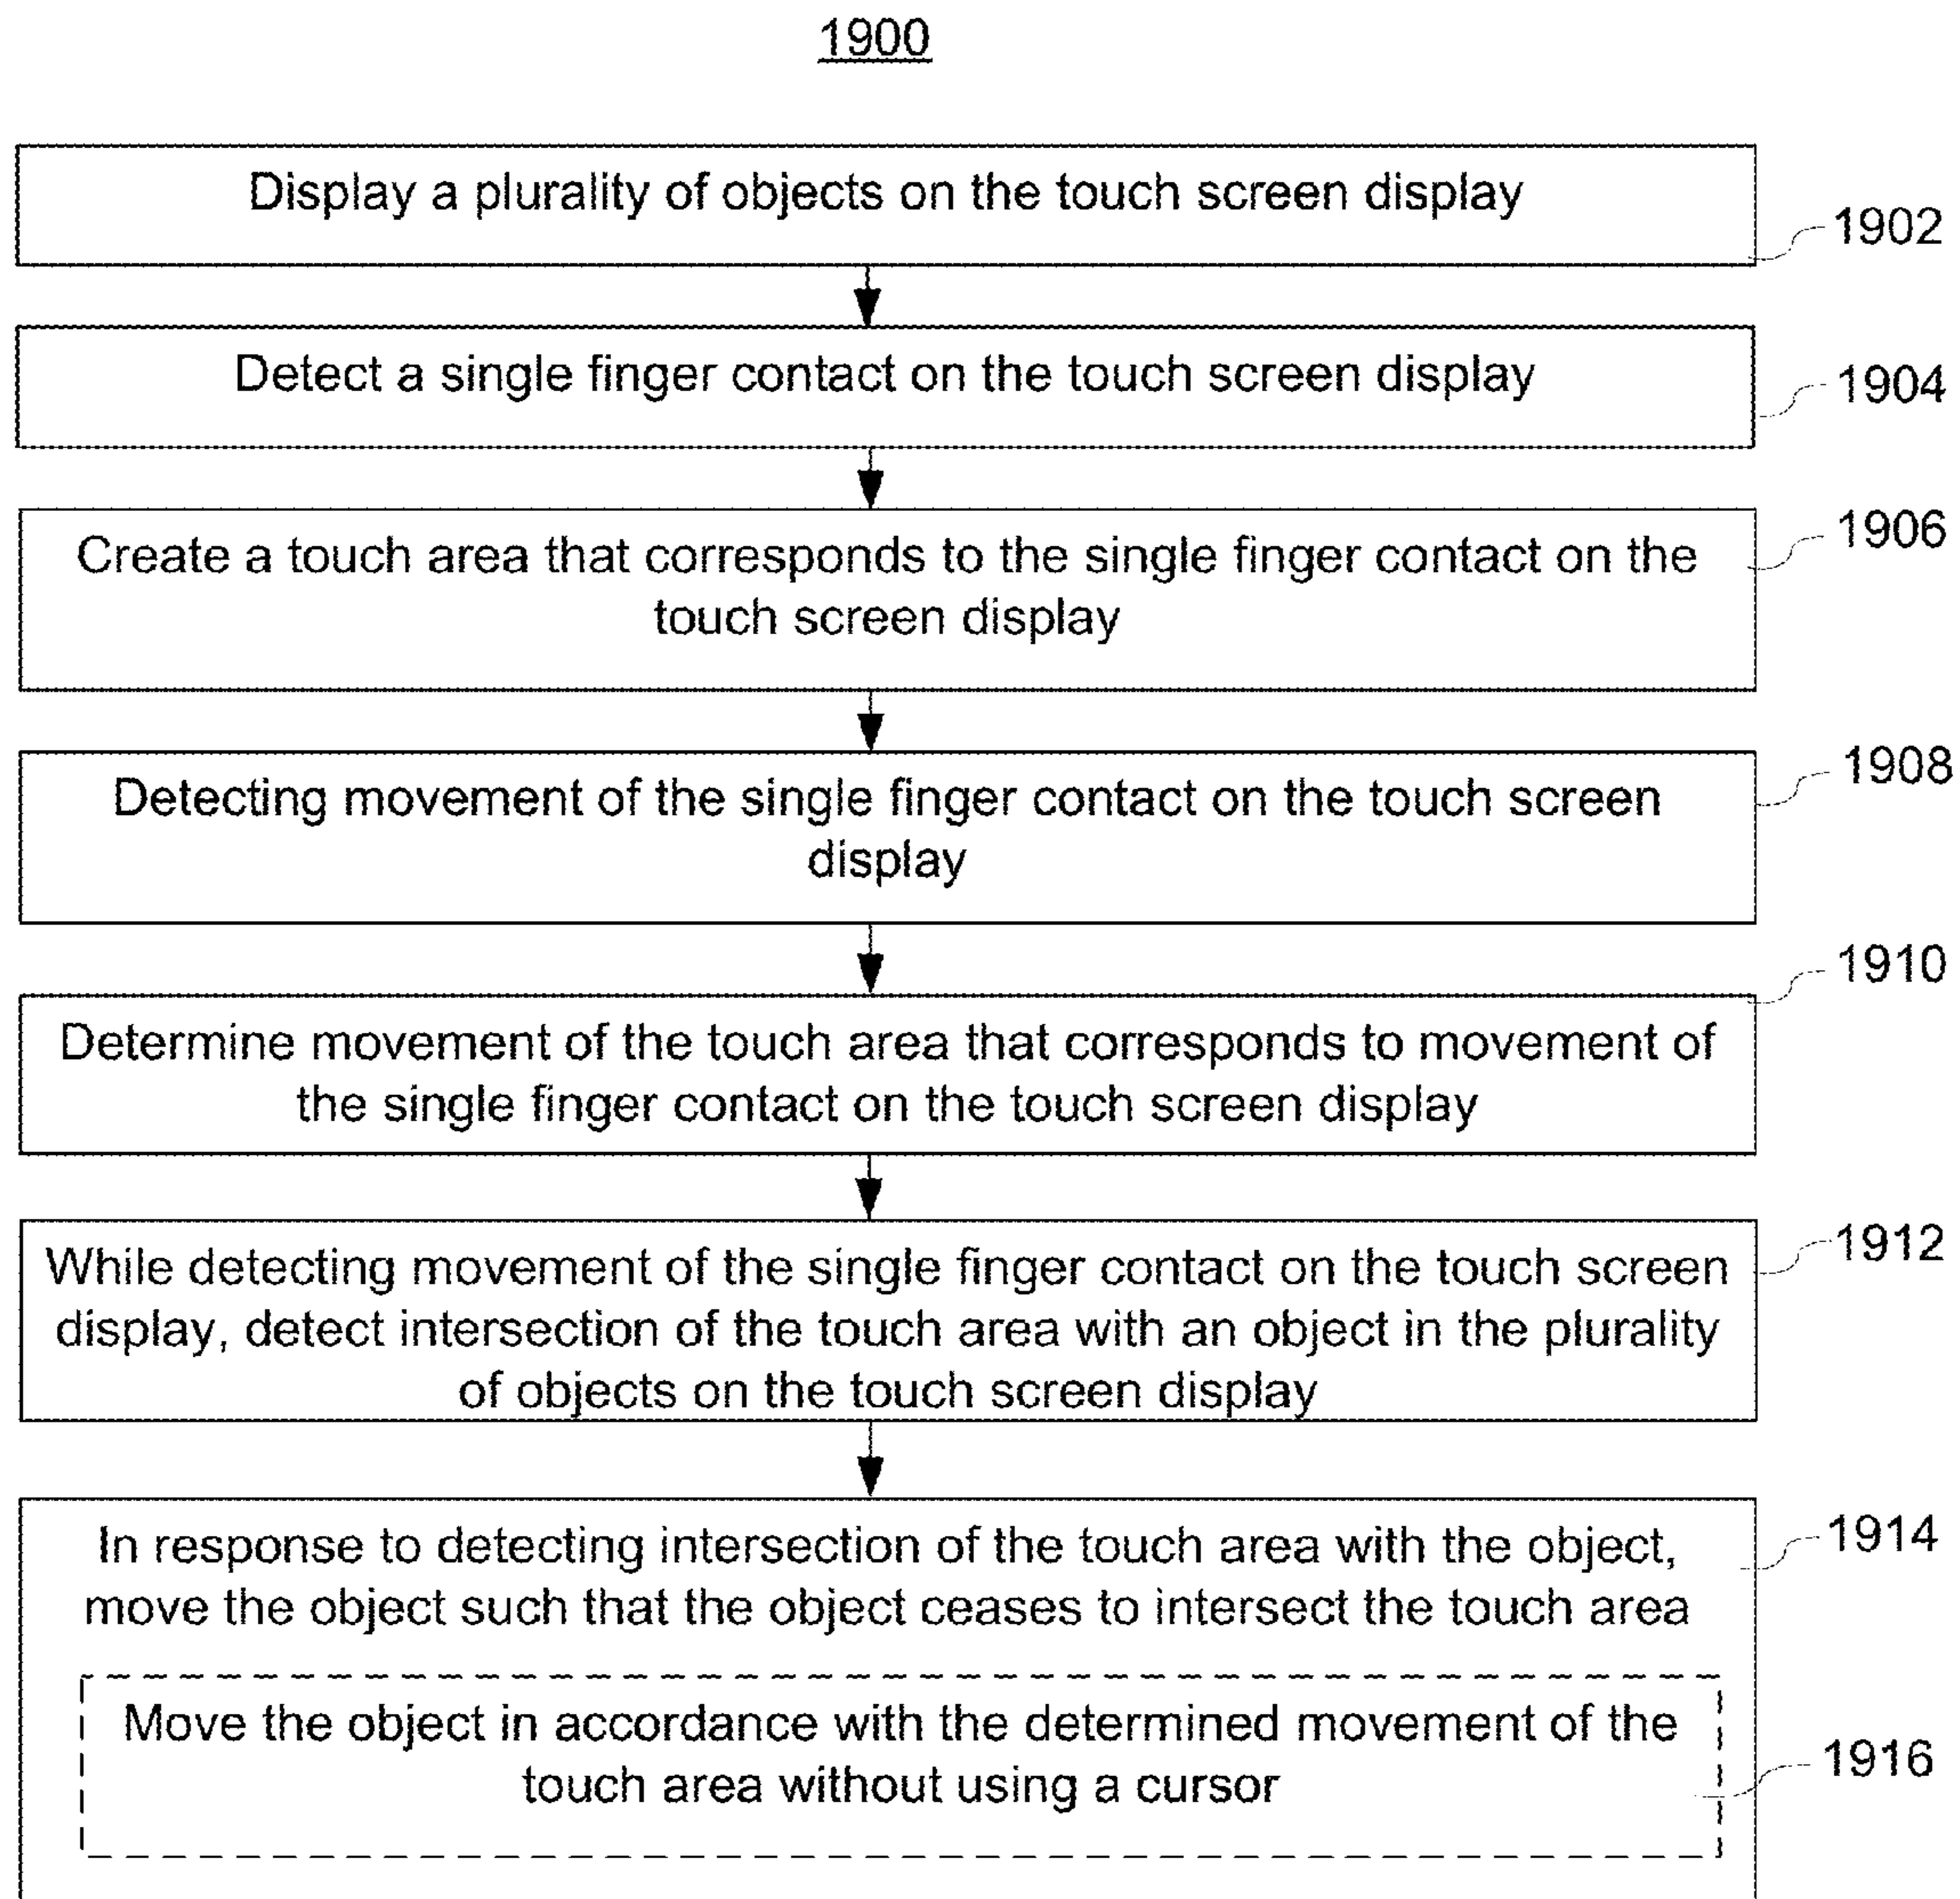 1900
Display a plurality of objects on the touch screen display
1902
Detect a single finger contact on the touch screen display
1904
Create a touch area that corresponds to the single finger contact on the
touch screen display
1906
Detecting movement of the single finger contact on the touch screen
display
1908
Determine movement of the touch area that corresponds to movement of
the single finger contact on the touch screen display
1910
While detecting movement of the single finger contact on the touch screen
display, detect intersection of the touch area with an object in the plurality
of objects on the touch screen display
1912
In response to detecting intersection of the touch area with the object,
move the object such that the object ceases to intersect the touch area
1914
Move the object in accordance with the determined movement of the
touch area without using a cursor
1916